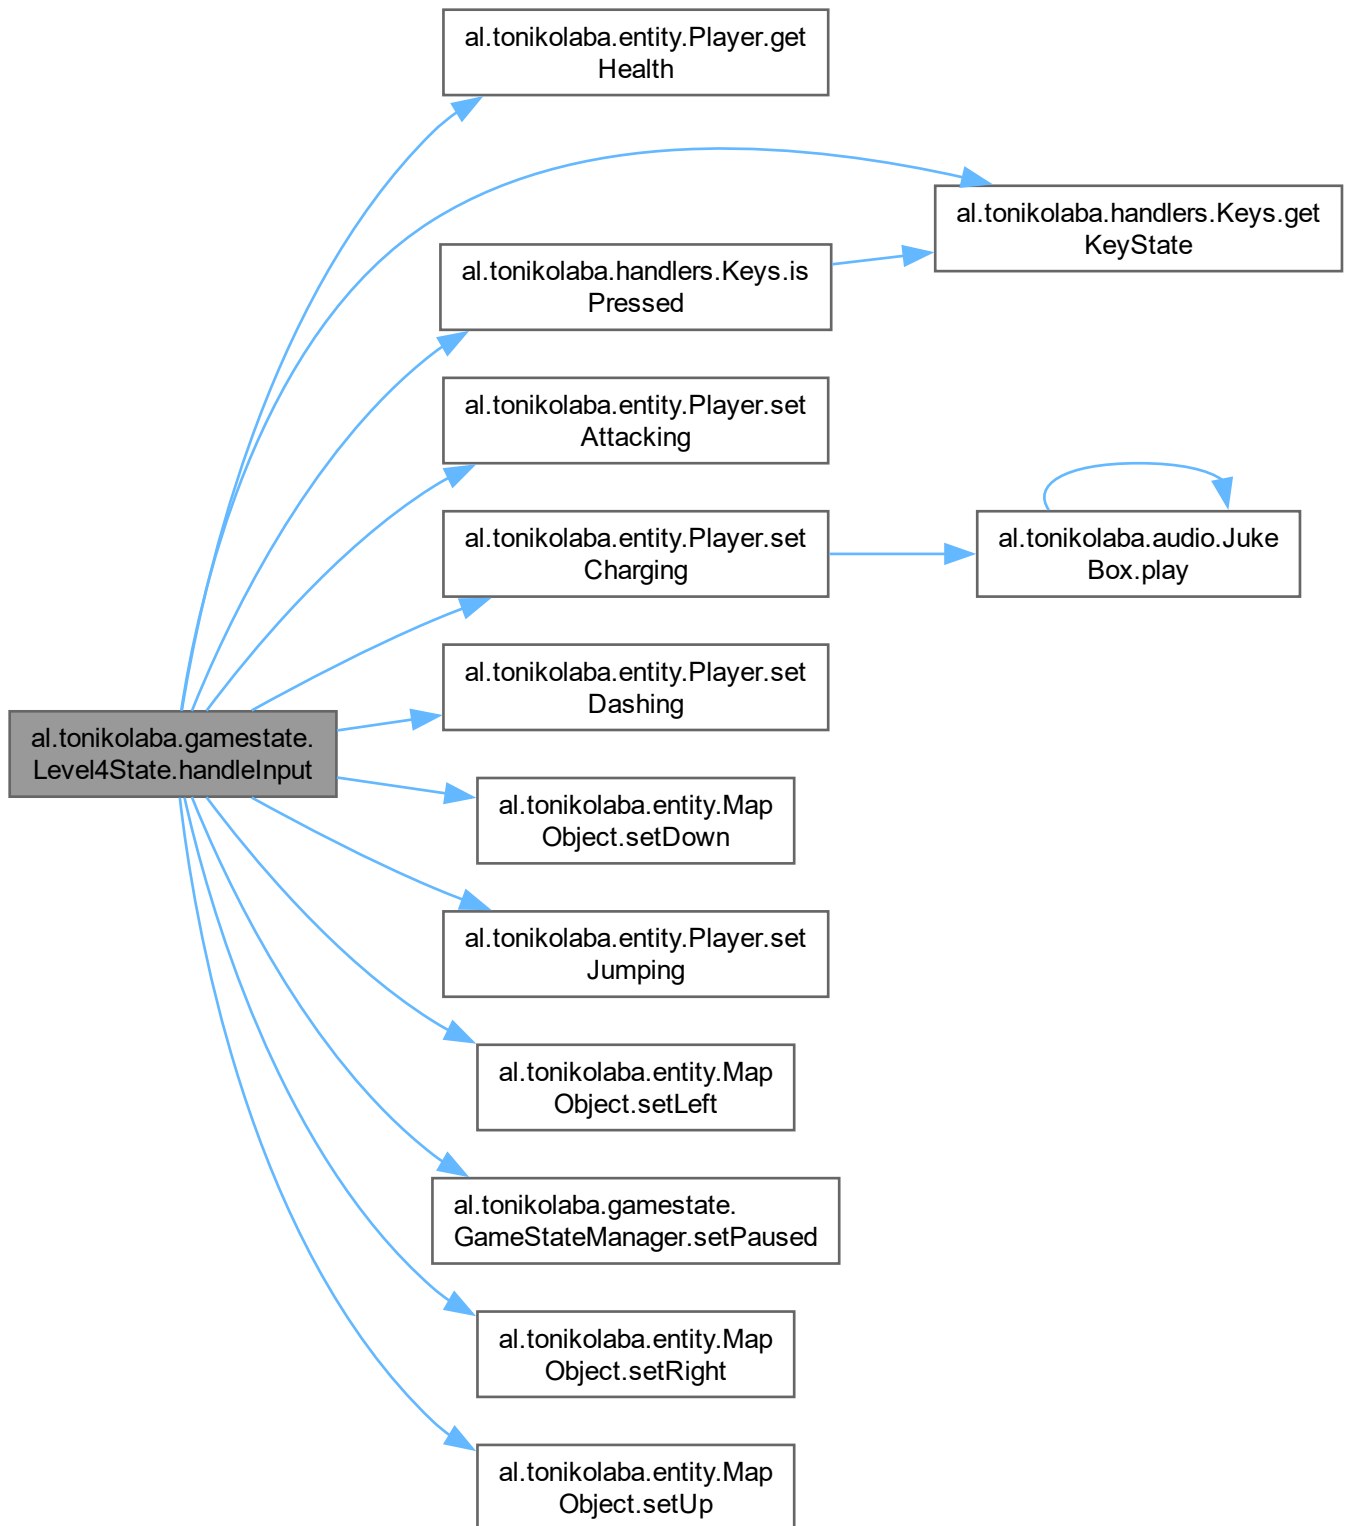 al.tonikolaba.entity.Player.get
Health
al.tonikolaba.handlers.Keys.get
KeyState
al.tonikolaba.handlers.Keys.is
Pressed
al.tonikolaba.entity.Player.set
Attacking
al.tonikolaba.entity.Player.set
Charging
al.tonikolaba.audio.Juke
Box.play
al.tonikolaba.entity.Player.set
Dashing
al.tonikolaba.gamestate.
Level4State.handleInput
al.tonikolaba.entity.Map
Object.setDown
al.tonikolaba.entity.Player.set
Jumping
al.tonikolaba.entity.Map
Object.setLeft
al.tonikolaba.gamestate.
GameStateManager.setPaused
al.tonikolaba.entity.Map
Object.setRight
al.tonikolaba.entity.Map
Object.setUp